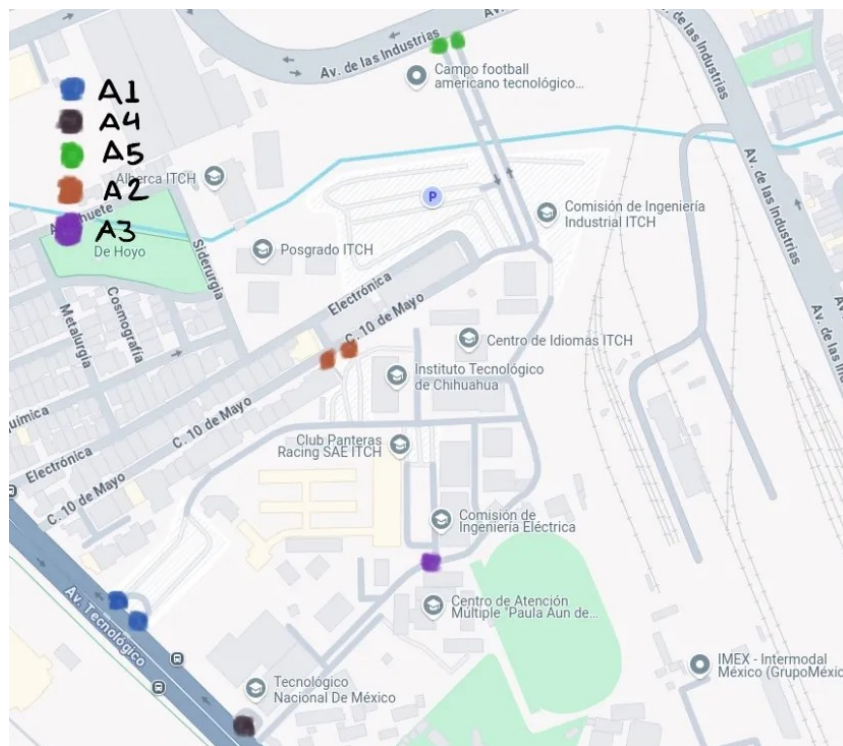 Av. de las Industrias
Av.
Campo football
americano tecnológico...
A1
A4
A5
A2
A3
Alberca ITCH
De Hoyo
Siderurgia
Posgrado ITCH
P
Comisión de Ingeniería
Industrial ITCH
Av. de las Industrias
Av. de las Industrias
Av. de las Ind
Metalurgia
Cosmografía
Electrónica
C. 10 de Mayo
Centro de Idiomas ITCH
Instituto Tecnológico
de Chihuahua
C. 10 de Mayo
Club Panteras
Racing SAE ITCH
Electrónica
C. 10 de Mayo
Comisión de
Ingeniería Eléctrica
Av. Tecnológico
Centro de Atención
Múltiple "Paula Aun de...
Tecnológico
Nacional De México
IMEX - Intermodal
México (GrupoMéxic